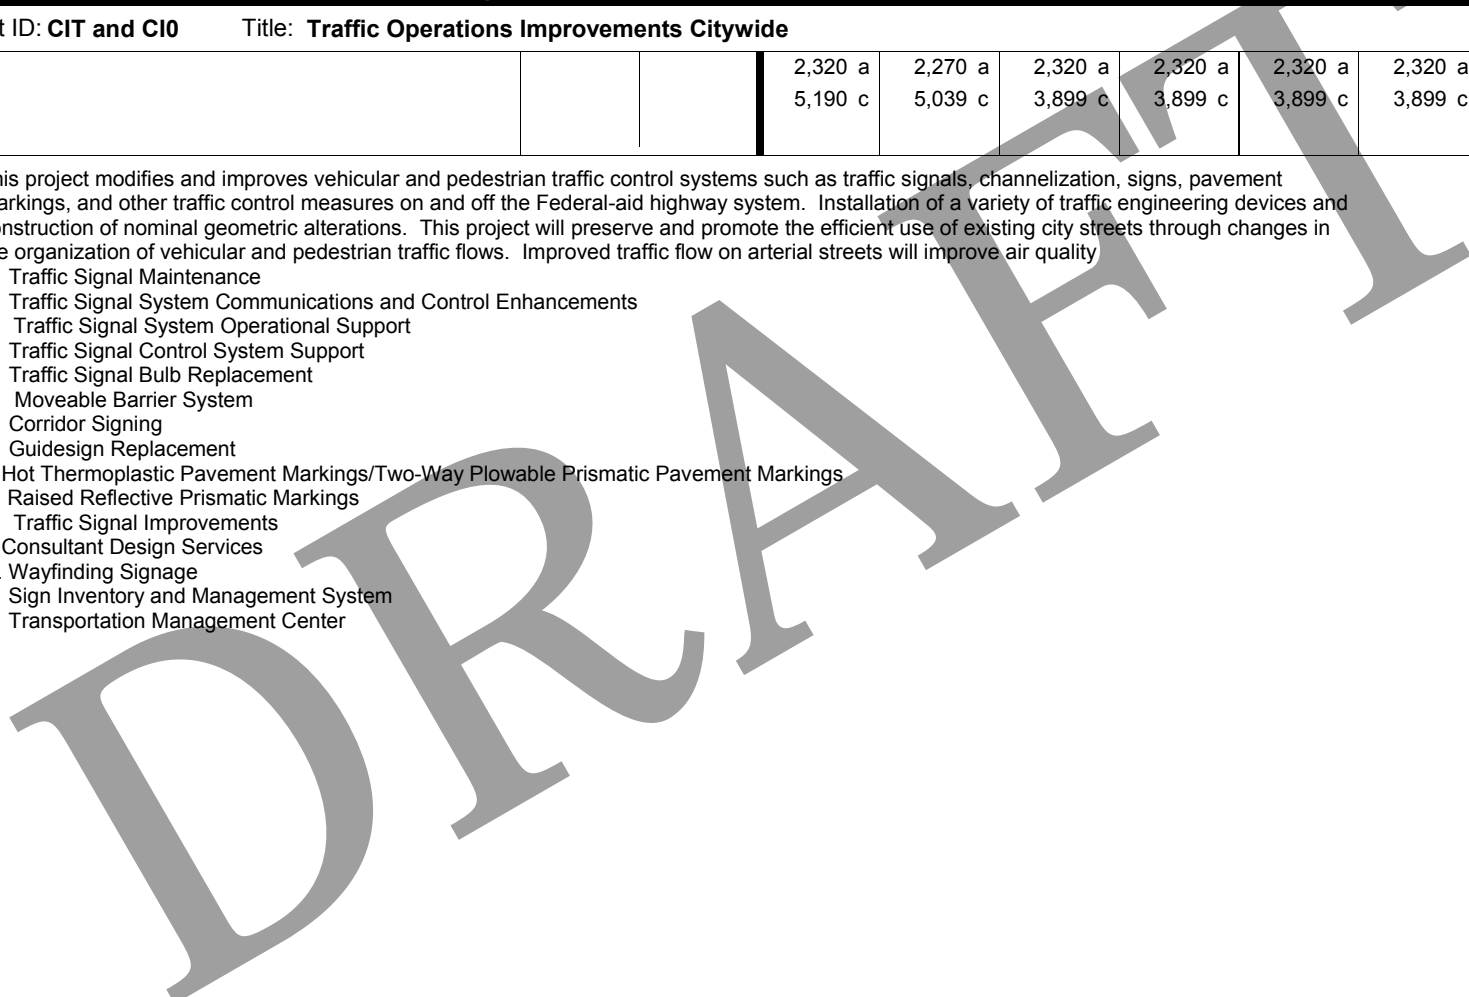 t ID: CIT and CI0 Title: Traffic Operations Improvements Citywide
2,320 a 2,270 a 2,320 a 2,320 a 2,320 a 2,320 a
5,190 c 5,039 c 3,899 c 3,899 c 3,899 c 3,899 c
his project modifies and improves vehicular and pedestrian traffic control systems such as traffic signals, channelization, signs, pavement
arkings, and other traffic control measures on and off the Federal-aid highway system. Installation of a variety of traffic engineering devices and
onstruction of nominal geometric alterations. This project will preserve and promote the efficient use of existing city streets through changes in
e organization of vehicular and pedestrian traffic flows. Improved traffic flow on arterial streets will improve air quality
Traffic Signal Maintenance
Traffic Signal System Communications and Control Enhancements
Traffic Signal System Operational Support
Traffic Signal Control System Support
Traffic Signal Bulb Replacement
Moveable Barrier System
Corridor Signing
Guidesign Replacement
Hot Thermoplastic Pavement Markings/Two-Way Plowable Prismatic Pavement Markings
Raised Reflective Prismatic Markings
Traffic Signal Improvements
Consultant Design Services
. Wayfinding Signage
Sign Inventory and Management System
Transportation Management Center
DRAFT